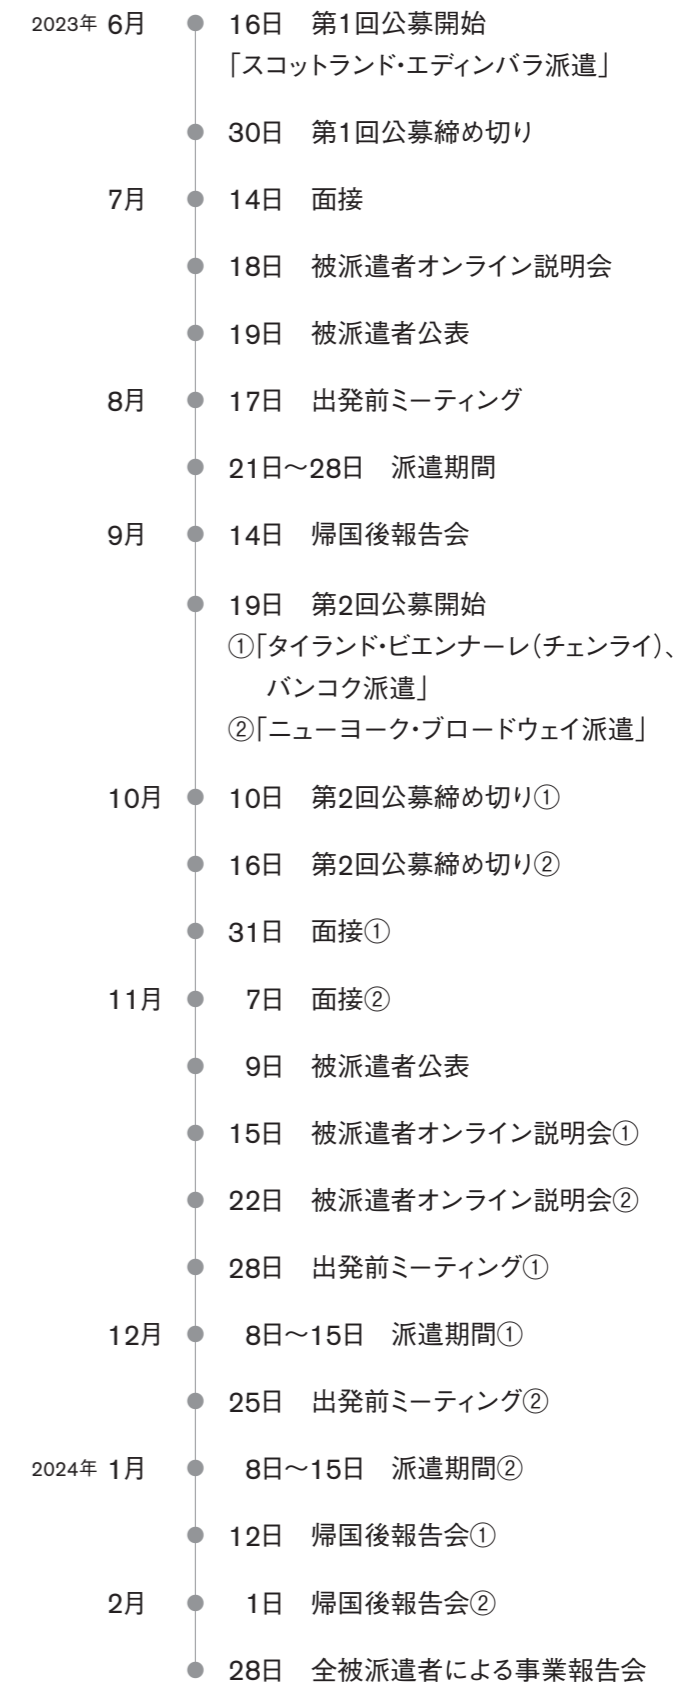 2023年 6月 16日 第1回公募開始
「スコットランド・エディンバラ派遣」
30日 第1回公募締め切り
7月 14日 面接
18日 被派遣者オンライン説明会
19日 被派遣者公表
8月 17日 出発前ミーティング
21日～28日 派遣期間
9月 14日 帰国後報告会
19日 第2回公募開始
①「タイランド・ビエンナーレ（チェンライ）、
バンコク派遣」
②「ニューヨーク・ブロードウェイ派遣」
10月 10日 第2回公募締め切り①
16日 第2回公募締め切り②
31日 面接①
11月 7日 面接②
9日 被派遣者公表
15日 被派遣者オンライン説明会①
22日 被派遣者オンライン説明会②
28日 出発前ミーティング①
12月 8日～15日 派遣期間①
25日 出発前ミーティング②
2024年 1月 8日～15日 派遣期間②
12日 帰国後報告会①
2月 1日 帰国後報告会②
28日 全被派遣者による事業報告会